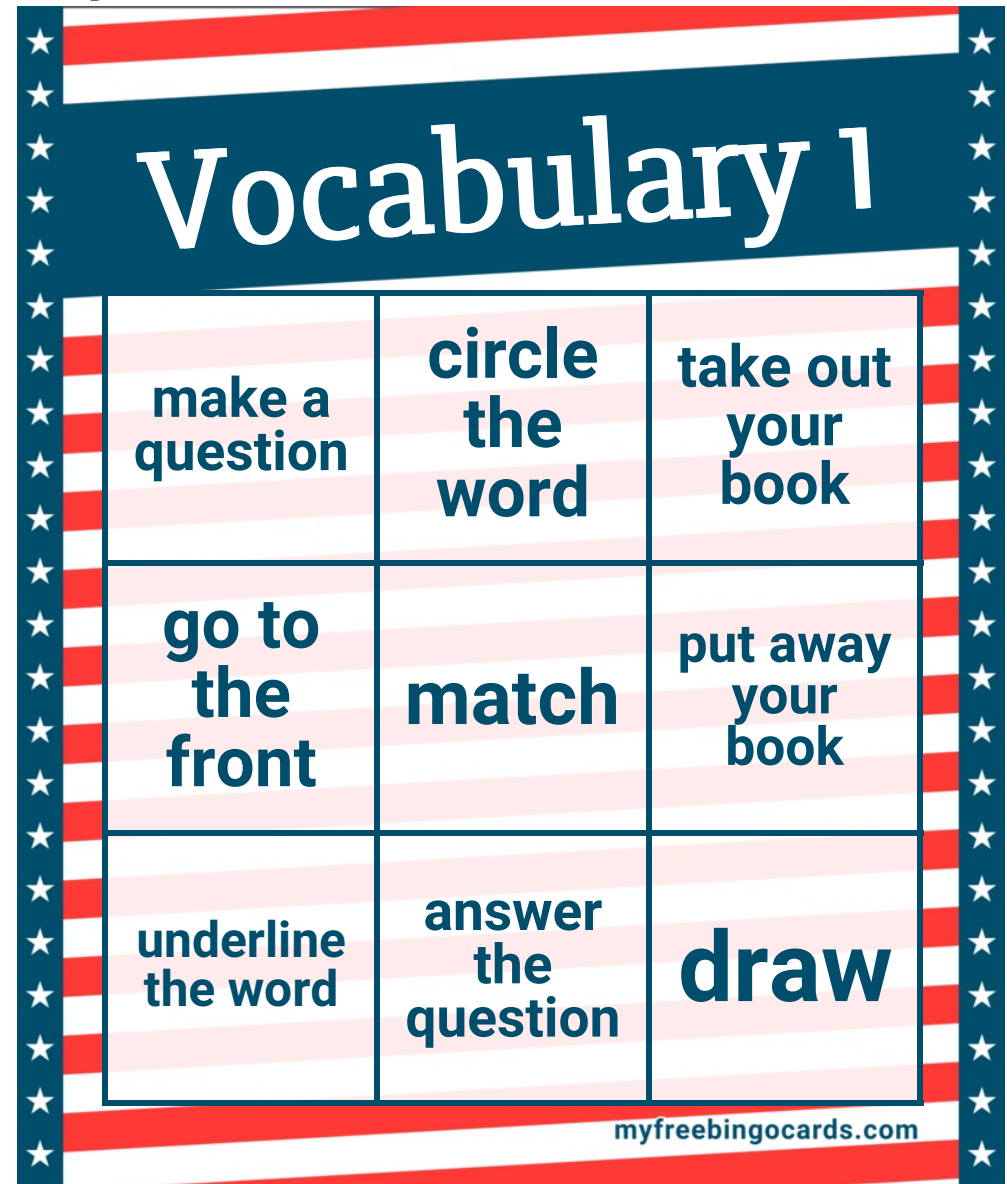 Vocabulary 1
make a
question
circle
the
word
take out
your
book
go to
the
front
match
put away
your
book
underline
the word
answer
the
question
draw
myfreebingocards.com